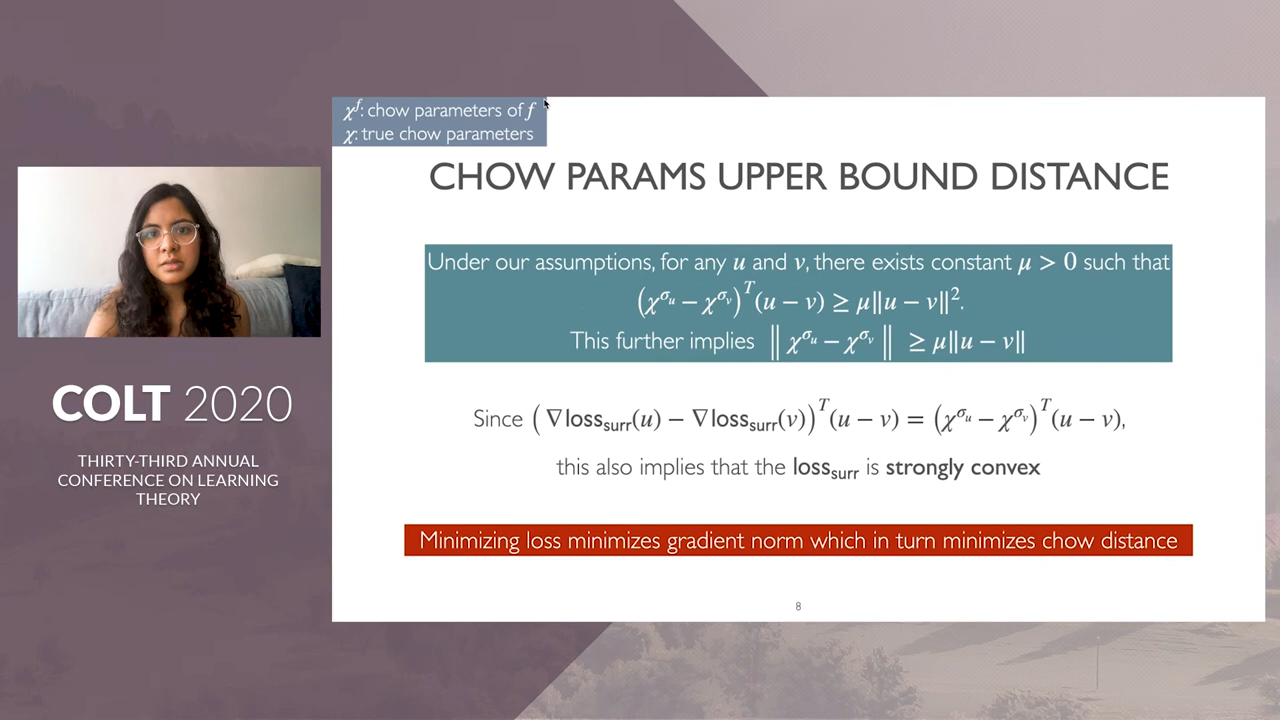 χ^f: chow parameters of f
χ: true chow parameters
CHOW PARAMS UPPER BOUND DISTANCE
Under our assumptions, for any u and v, there exists constant μ > 0 such that
(χ^{σ_u} − χ^{σ_v})^T (u − v) ≥ μ‖u − v‖².
This further implies ‖χ^{σ_u} − χ^{σ_v}‖ ≥ μ‖u − v‖
Since (∇loss_surr(u) − ∇loss_surr(v))^T (u − v) = (χ^{σ_u} − χ^{σ_v})^T (u − v),
this also implies that the loss_surr is strongly convex
Minimizing loss minimizes gradient norm which in turn minimizes chow distance
8
COLT 2020
THIRTY-THIRD ANNUAL
CONFERENCE ON LEARNING
THEORY